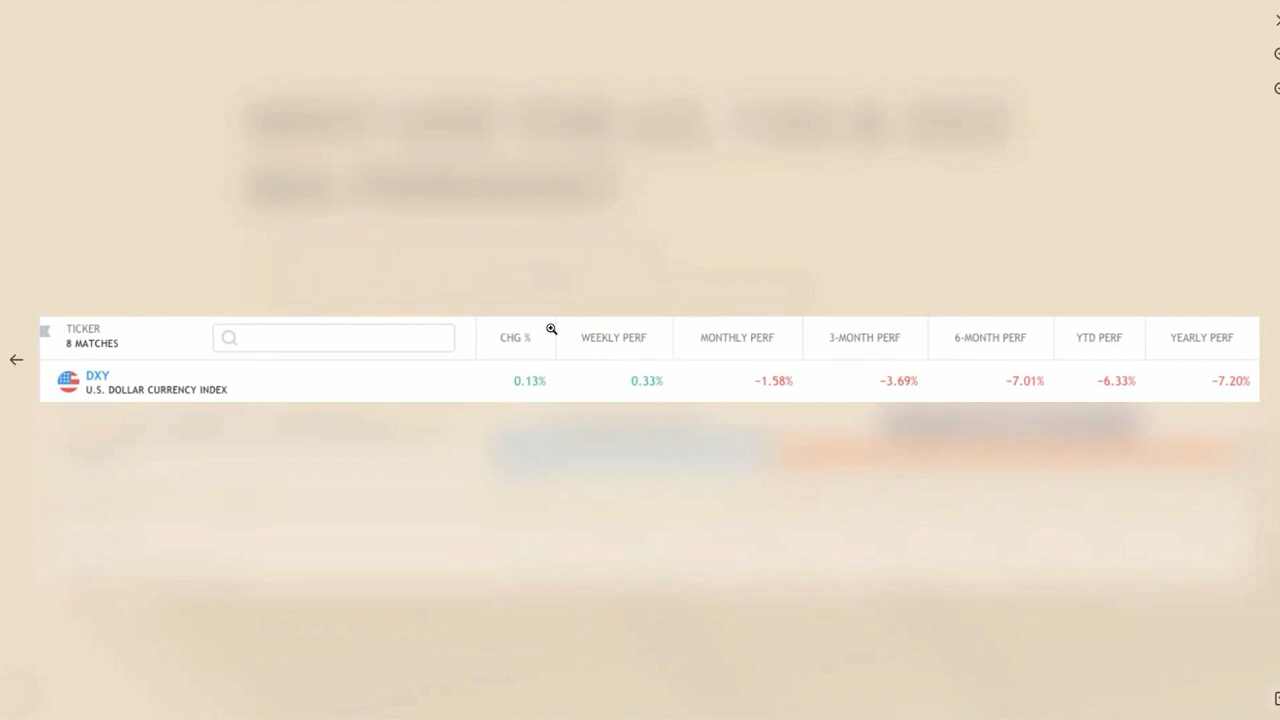 TICKER
8 MATCHES
CHG % WEEKLY PERF MONTHLY PERF 3-MONTH PERF 6-MONTH PERF YTD PERF YEARLY PERF
DXY
U.S. DOLLAR CURRENCY INDEX
0.13% 0.33% −1.58% −3.69% −7.01% −6.33% −7.20%